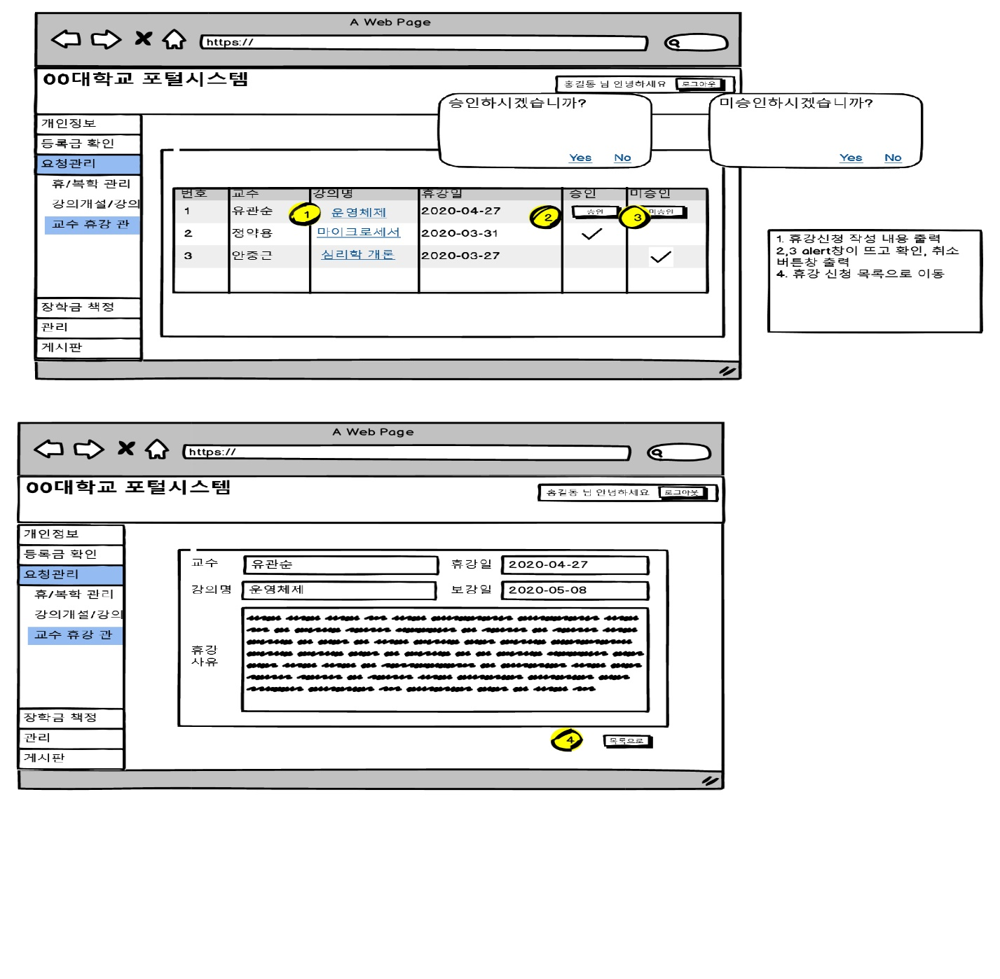 A Web Page
https://
00대학교 포털시스템
홍길동 님 안녕하세요 로그아웃
승인하시겠습니까?
Yes No
미승인하시겠습니까?
Yes No
개인정보
등록금 확인
요청관리
휴/복학 관리
강의개설/강의
교수 휴강 관
장학금 책정
관리
게시판
번호 교수 강의명 휴강일 승인 미승인
1 유관순 1 운영체제 2020-04-27 2 승인 3 미승인
2 정약용 마이크로세서 2020-03-31
3 안중근 심리학 개론 2020-03-27
1. 휴강신청 작성 내용 출력
2,3 alert창이 뜨고 확인, 취소
버튼창 출력
4. 휴강 신청 목록으로 이동
A Web Page
https://
00대학교 포털시스템
홍길동 님 안녕하세요 로그아웃
개인정보
등록금 확인
요청관리
휴/복학 관리
강의개설/강의
교수 휴강 관
장학금 책정
관리
게시판
교수 유관순 휴강일 2020-04-27
강의명 운영체제 보강일 2020-05-08
휴강
사유
4 목록으로